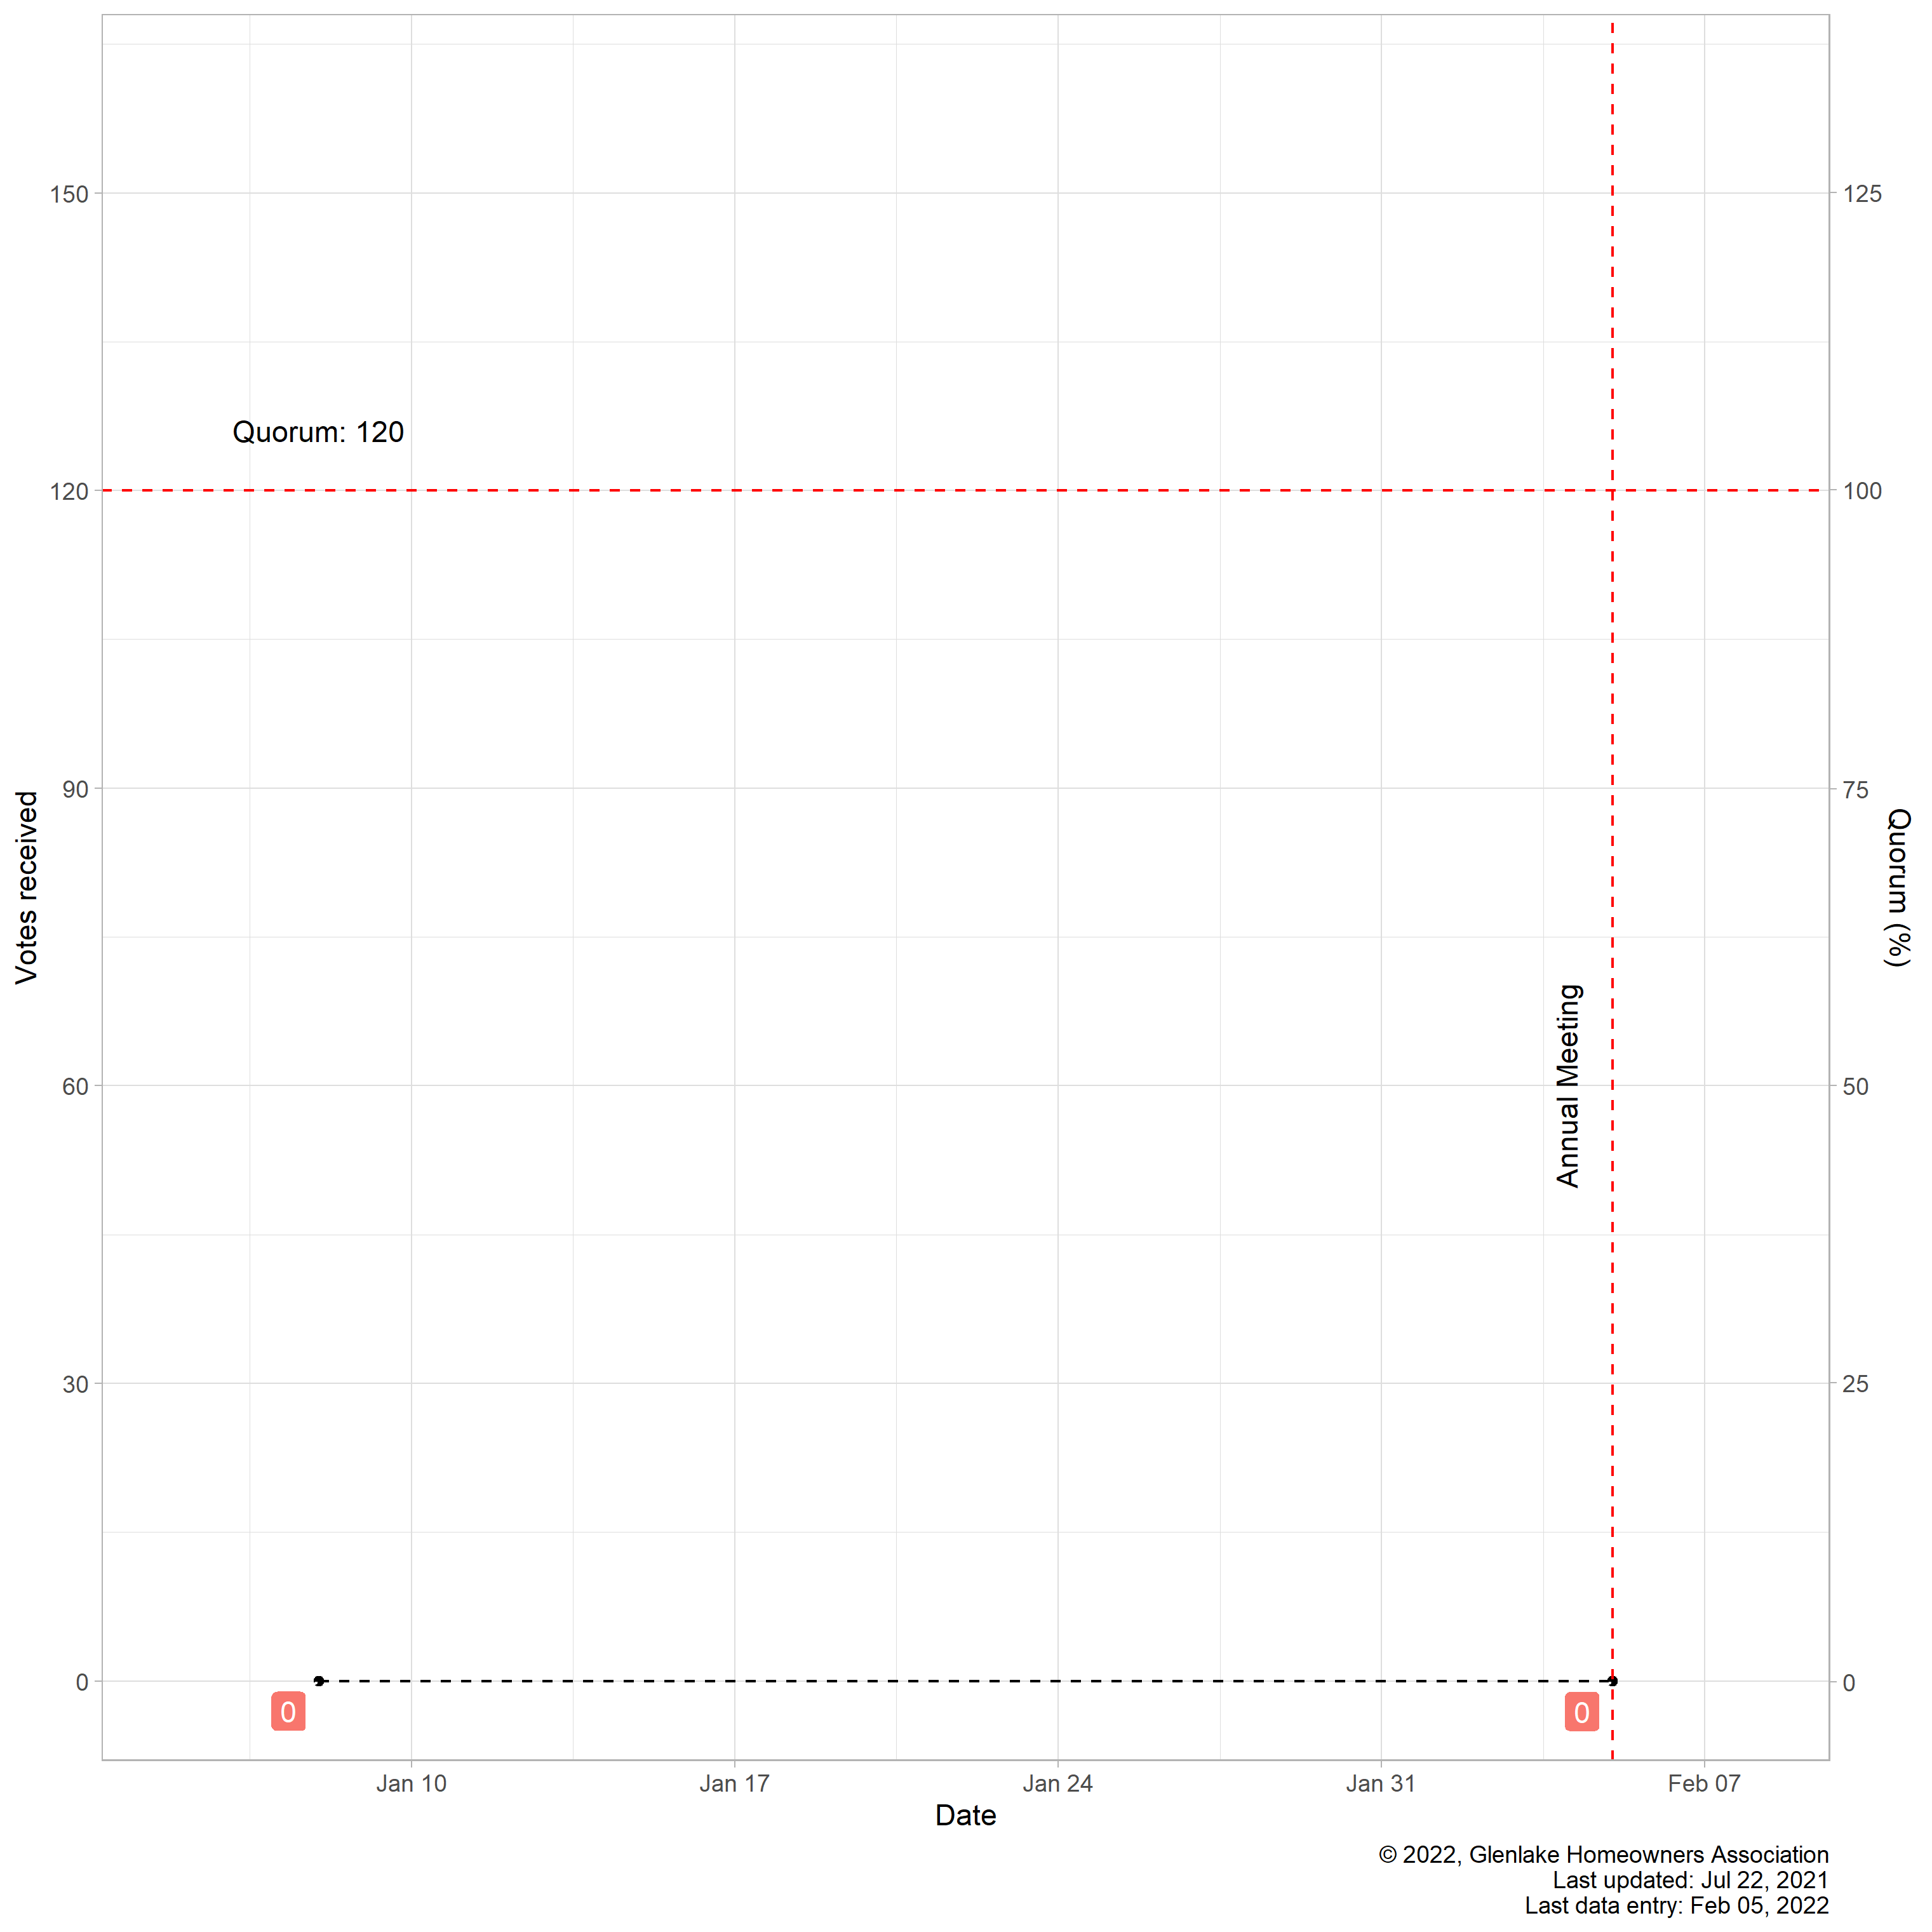 150
125
Quorum: 120
120
100
90
75
Votes received
Quorum (%)
Annual Meeting
60
50
30
25
0
0
0
0
Jan 10
Jan 17
Jan 24
Jan 31
Feb 07
Date
© 2022, Glenlake Homeowners Association
Last updated: Jul 22, 2021
Last data entry: Feb 05, 2022